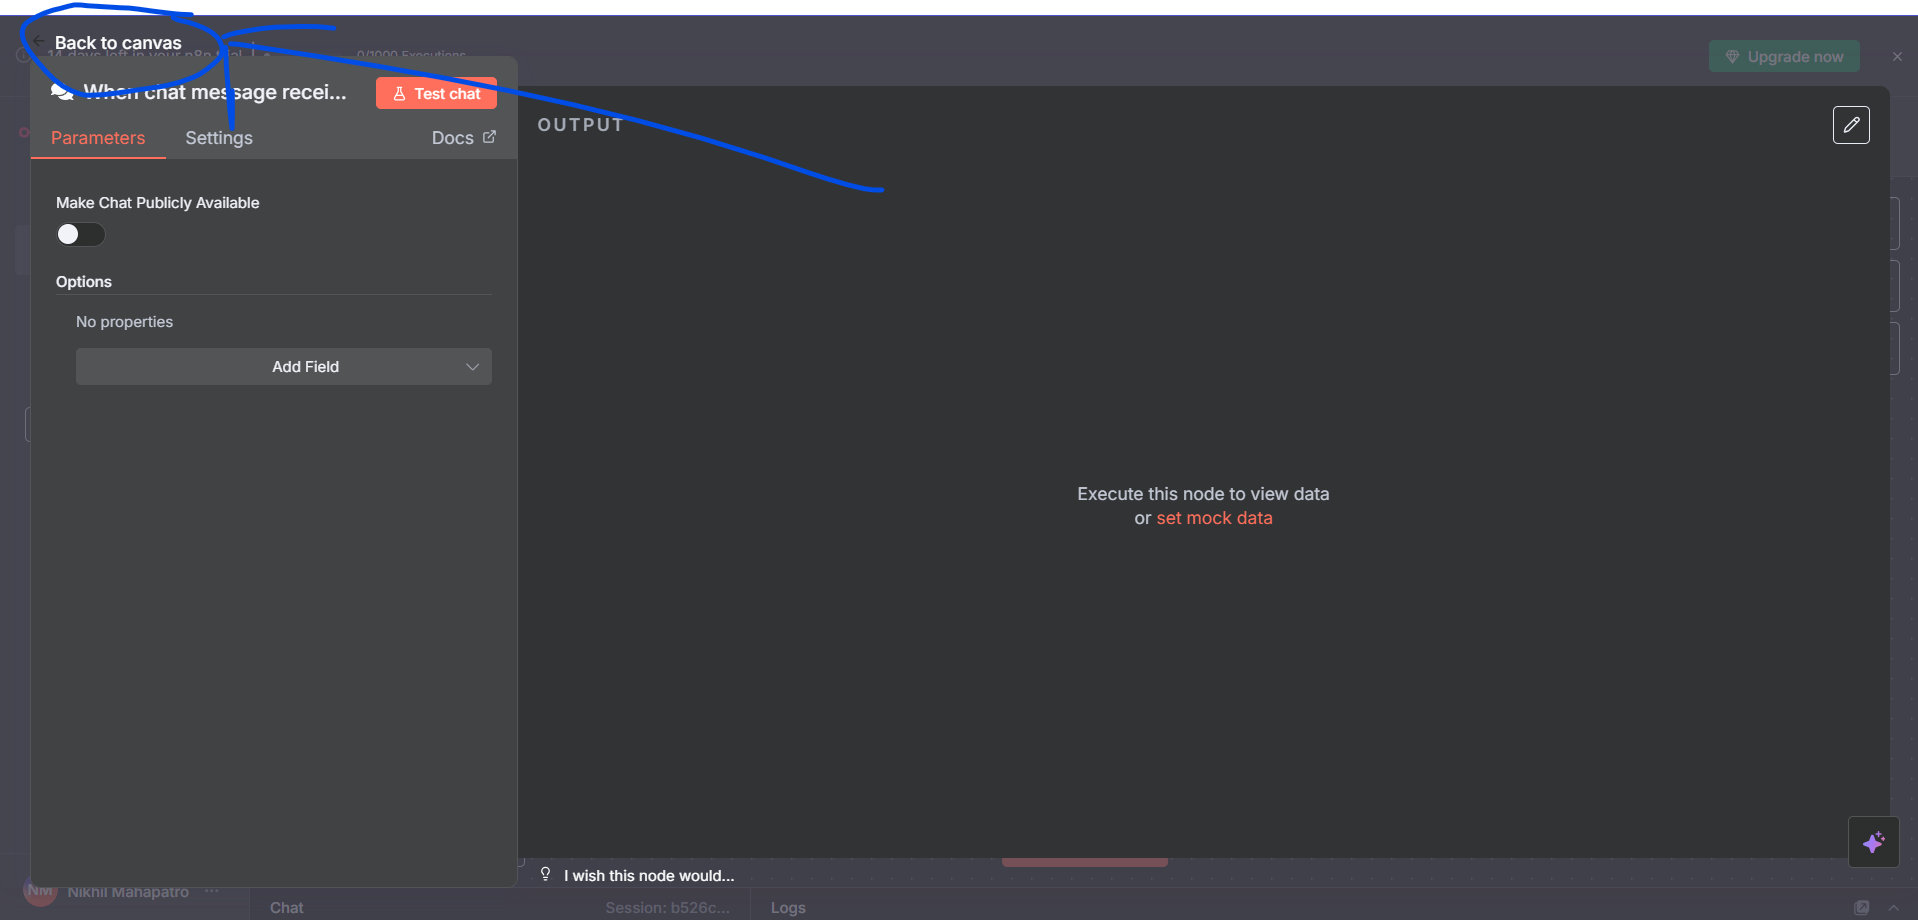 Back to canvas
14 days left in your n8n trial
0/1000 Executions
Upgrade now
When chat message recei...
Test chat
Parameters
Settings
Docs
OUTPUT
Make Chat Publicly Available
Options
No properties
Add Field
Execute this node to view data
or set mock data
I wish this node would...
NM
Nikhil Mahapatro
Chat
Session: b526c...
Logs